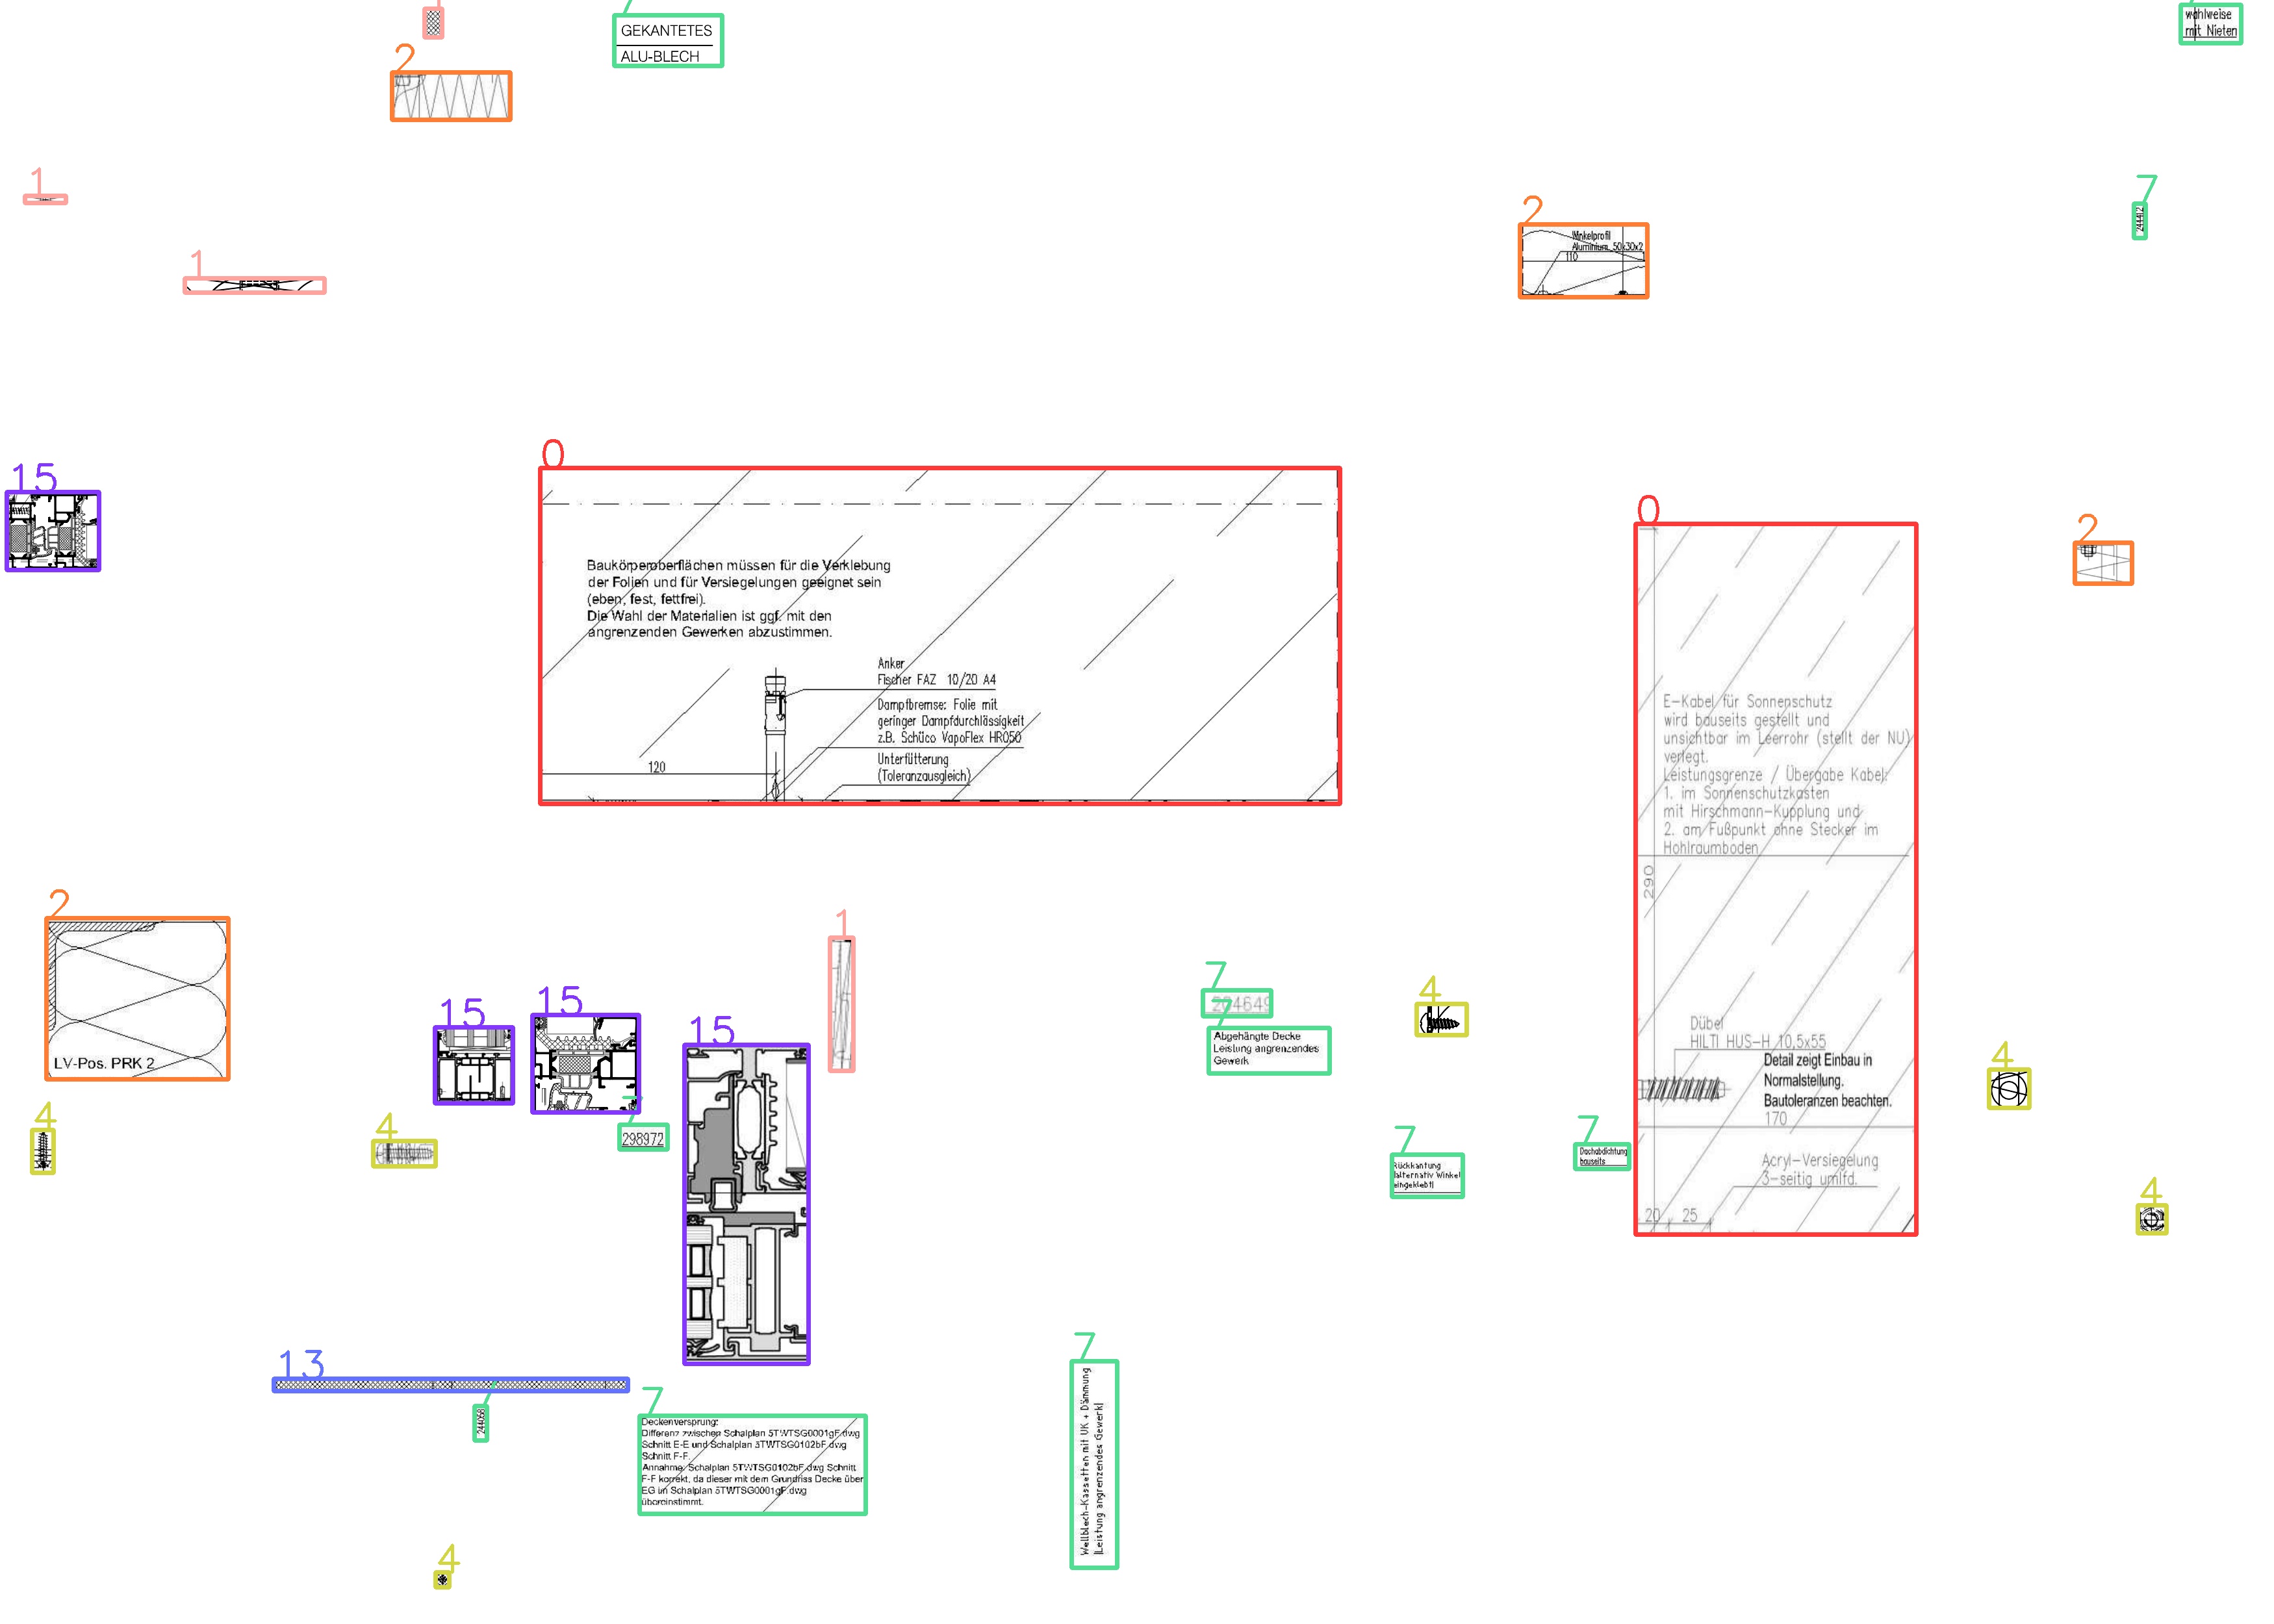 1
7
GEKANTETES
ALU-BLECH
7
wahlweise
mit Nieten
2
1
7
244412
2
Winkelprofil
Aluminium, 50x30x2
110
1
0
Baukörperoberflächen müssen für die Verklebung
der Folien und für Versiegelungen geeignet sein
(eben, fest, fettfrei).
Die Wahl der Materialien ist ggf. mit den
angrenzenden Gewerken abzustimmen.
Anker
Fischer FAZ 10/20 A4
Dampfbremse: Folie mit
geringer Dampfdurchlässigkeit
z.B. Schüco VapoFlex HR050
Unterfütterung
(Toleranzausgleich)
120
15
0
E-Kabel für Sonnenschutz
wird bauseits gestellt und
unsichtbar im Leerrohr (stellt der NU)
verlegt.
Leistungsgrenze / Übergabe Kabel:
1. im Sonnenschutzkasten
mit Hirschmann-Kupplung und
2. am Fußpunkt ohne Stecker im
Hohlraumboden
290
Dübel
HILTI HUS-H 10,5x55
Detail zeigt Einbau in
Normalstellung.
Bautoleranzen beachten.
170
Acryl-Versiegelung
3-seitig umlfd.
20 25
2
2
LV-Pos. PRK 2
1
15
15
15
7
7
Abgehängte Decke
Leistung angrenzendes
Gewerk
4
4
4
4
7
298972
7
Rückkantung
(alternativ Winkel
eingeklebt)
7
Dachabdichtung
bauseits
4
13
7
244058
7
Deckenversprung:
Differenz zwischen Schalplan 5TWTSG0001gF.dwg
Schnitt E-E und Schalplan 5TWTSG0102bF.dwg
Schnitt F-F.
Annahme: Schalplan 5TWTSG0102bF.dwg Schnitt
F-F korrekt, da dieser mit dem Grundriss Decke über
EG im Schalplan 5TWTSG0001gF.dwg
übereinstimmt.
7
Wellblech-Kassetten mit UK + Dämmung
(Leistung angrenzendes Gewerk)
4